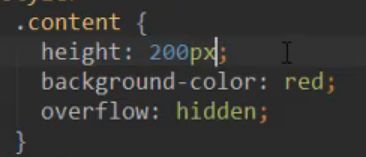 .content {
height: 200px;
background-color: red;
overflow: hidden;
}